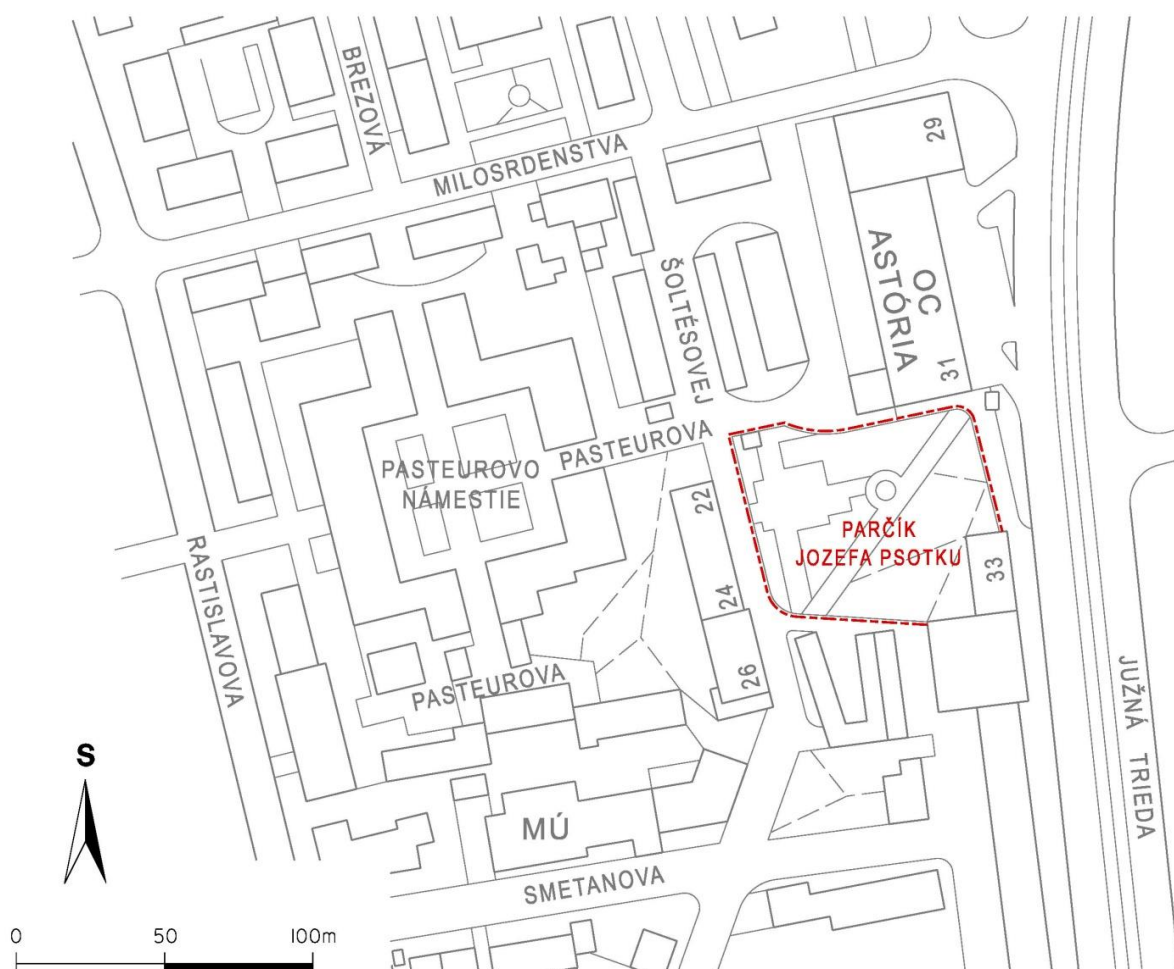 BREZOVÁ
MILOSRDENSTVA
29
ŠOLTÉSOVEJ
OC
ASTÓRIA
31
PASTEUROVA
PASTEUROVO
NÁMESTIE
22
PARČÍK
JOZEFA PSOTKU
33
RASTISLAVOVA
24
26
PASTEUROVA
JUŽNÁ TRIEDA
S
MÚ
SMETANOVA
0 50 100m